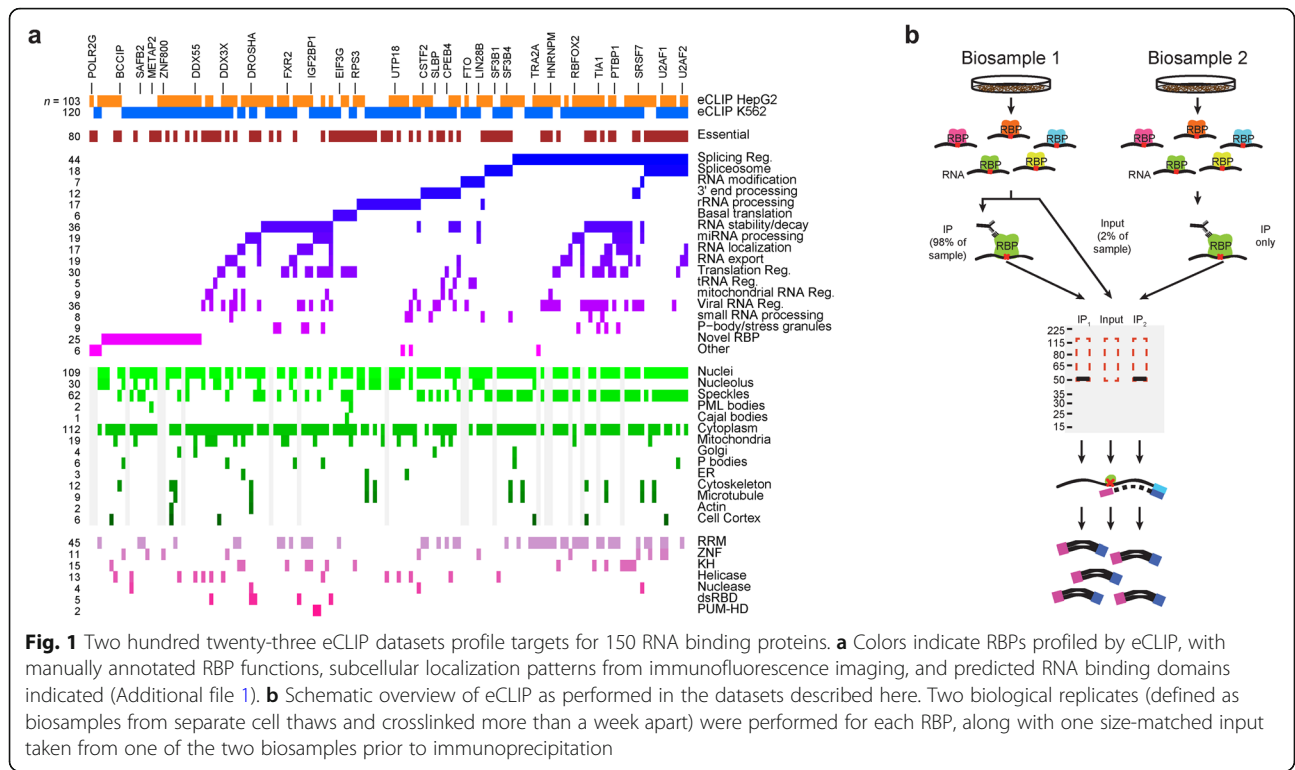 a
POLR2G
BCCIP
SAFB2
METAP2
ZNF800
DDX55
DDX3X
DROSHA
FXR2
IGF2BP1
EIF3G
RPS3
UTP18
CSTF2
SLBP
CPEB4
FTO
LIN28B
SF3B1
SF3B4
TRA2A
HNRNPM
RBFOX2
TIA1
PTBP1
SRSF7
U2AF1
U2AF2
n = 103 eCLIP HepG2
120 eCLIP K562
80 Essential
44 Splicing Reg.
18 Spliceosome
7 RNA modification
12 3' end processing
17 rRNA processing
6 Basal translation
36 RNA stability/decay
19 miRNA processing
17 RNA localization
19 RNA export
30 Translation Reg.
5 tRNA Reg.
9 mitochondrial RNA Reg.
36 Viral RNA Reg.
8 small RNA processing
9 P−body/stress granules
25 Novel RBP
6 Other
109 Nuclei
30 Nucleolus
62 Speckles
2 PML bodies
1 Cajal bodies
112 Cytoplasm
19 Mitochondria
4 Golgi
6 P bodies
3 ER
12 Cytoskeleton
9 Microtubule
2 Actin
6 Cell Cortex
45 RRM
11 ZNF
15 KH
13 Helicase
4 Nuclease
5 dsRBD
2 PUM-HD
b
Biosample 1 Biosample 2
RBP RBP RBP RBP RBP RBP
RNA RBP RBP RBP RBP
IP (98% of sample)
RBP
Input (2% of sample)
RBP
IP only
IP1 Input IP2
225
115
80
65
50
35
30
25
15
Fig. 1 Two hundred twenty-three eCLIP datasets profile targets for 150 RNA binding proteins. a Colors indicate RBPs profiled by eCLIP, with
manually annotated RBP functions, subcellular localization patterns from immunofluorescence imaging, and predicted RNA binding domains
indicated (Additional file 1). b Schematic overview of eCLIP as performed in the datasets described here. Two biological replicates (defined as
biosamples from separate cell thaws and crosslinked more than a week apart) were performed for each RBP, along with one size-matched input
taken from one of the two biosamples prior to immunoprecipitation